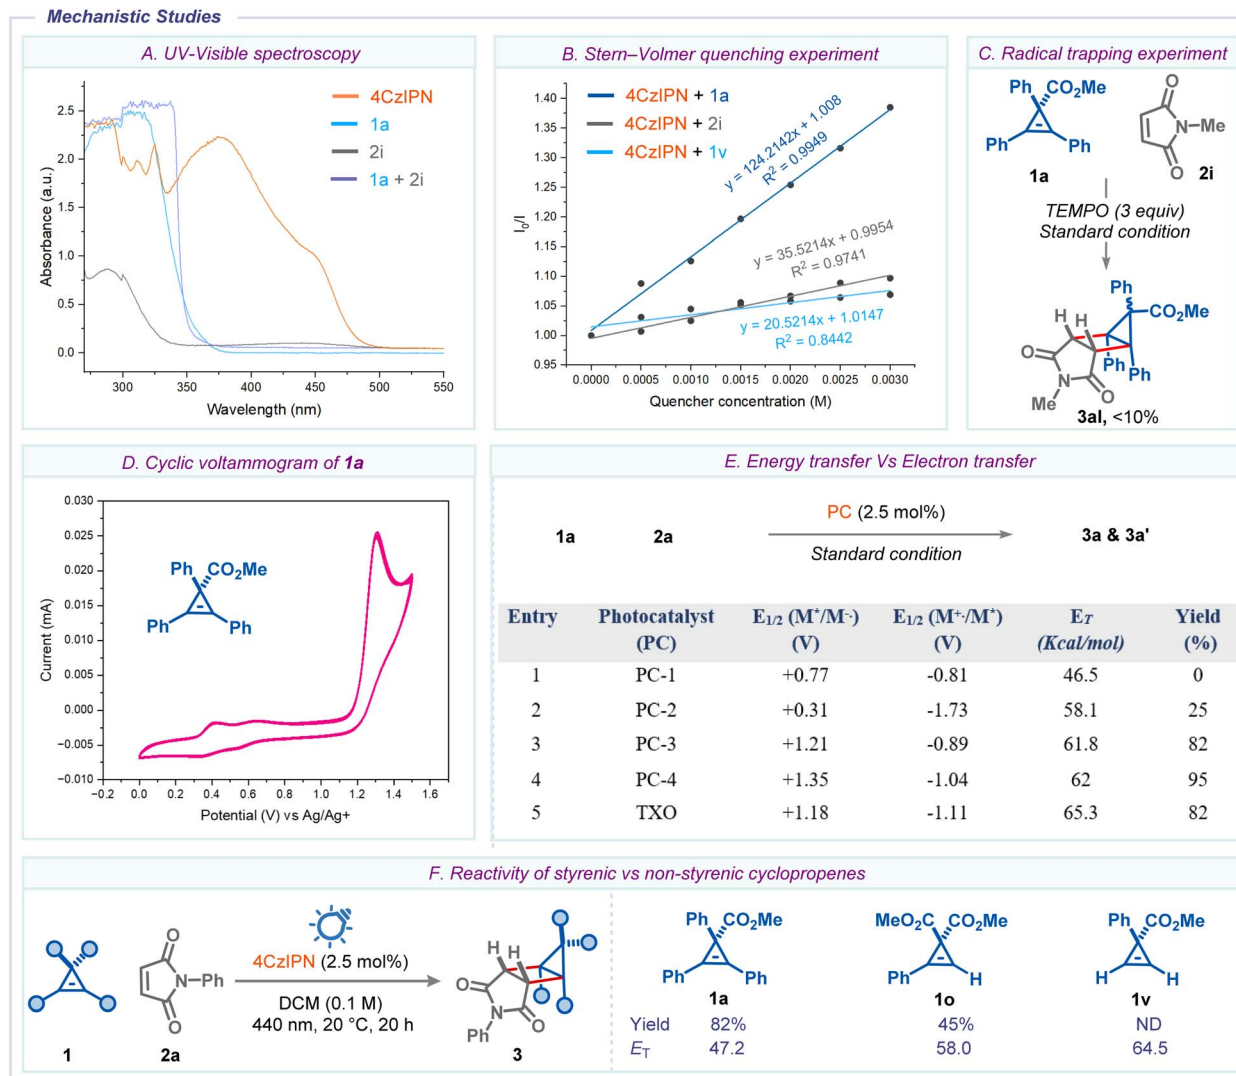 Mechanistic Studies
A. UV-Visible spectroscopy
Absorbance (a.u.)
2.5
2.0
1.5
1.0
0.5
0.0
300
350
400
450
500
550
Wavelength (nm)
4CzIPN
1a
2i
1a + 2i
B. Stern–Volmer quenching experiment
I0/I
1.40
1.35
1.30
1.25
1.20
1.15
1.10
1.05
1.00
0.95
0.0000
0.0005
0.0010
0.0015
0.0020
0.0025
0.0030
Quencher concentration (M)
4CzIPN + 1a
4CzIPN + 2i
4CzIPN + 1v
y = 124.2142x + 1.008
R2 = 0.9949
y = 35.5214x + 0.9954
R2 = 0.9741
y = 20.5214x + 1.0147
R2 = 0.8442
C. Radical trapping experiment
Ph
CO2Me
Ph
Ph
1a
O
N
Me
O
2i
TEMPO (3 equiv)
Standard condition
Ph
CO2Me
H
H
O
Ph
Ph
N
O
Me
3al, <10%
D. Cyclic voltammogram of 1a
Current (mA)
0.030
0.025
0.020
0.015
0.010
0.005
0.000
−0.005
−0.010
−0.2
0.0
0.2
0.4
0.6
0.8
1.0
1.2
1.4
1.6
Potential (V) vs Ag/Ag+
Ph
CO2Me
Ph
Ph
E. Energy transfer Vs Electron transfer
1a
2a
PC (2.5 mol%)
Standard condition
3a & 3a'
Entry Photocatalyst (PC) E1/2 (M*/M-·) (V) E1/2 (M+·/M*) (V) ET (Kcal/mol) Yield (%)
1 PC-1 +0.77 -0.81 46.5 0
2 PC-2 +0.31 -1.73 58.1 25
3 PC-3 +1.21 -0.89 61.8 82
4 PC-4 +1.35 -1.04 62 95
5 TXO +1.18 -1.11 65.3 82
F. Reactivity of styrenic vs non-styrenic cyclopropenes
1
O
N
Ph
O
2a
4CzIPN (2.5 mol%)
DCM (0.1 M)
440 nm, 20 °C, 20 h
H
H
O
N
O
Ph
3
Ph
CO2Me
Ph
Ph
1a
MeO2C
CO2Me
Ph
H
1o
Ph
CO2Me
H
H
1v
Yield 82% 45% ND
ET 47.2 58.0 64.5